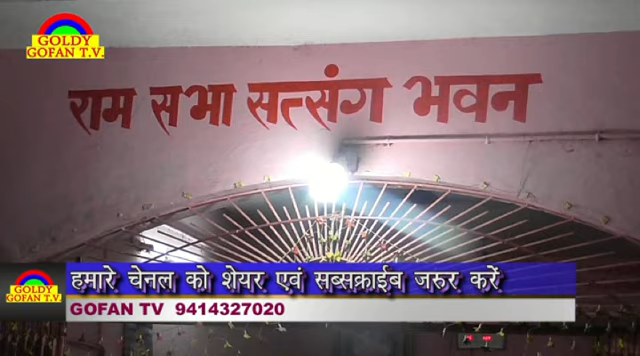 GOLDY
GOFAN T.V.
राम सभा सत्संग भवन
हमारे चेनल को शेयर एवं सब्सक्राईब जरुर करें
GOLDY
GOFAN T.V.
GOFAN TV 9414327020